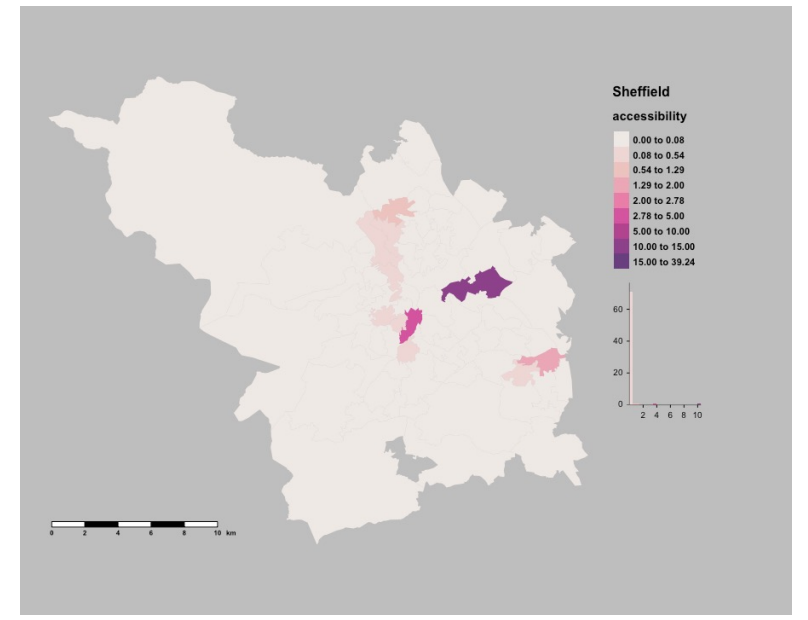 Sheffield
accessibility
0.00 to 0.08
0.08 to 0.54
0.54 to 1.29
1.29 to 2.00
2.00 to 2.78
2.78 to 5.00
5.00 to 10.00
10.00 to 15.00
15.00 to 39.24
60
40
20
0
2 4 6 8 10
0 2 4 6 8 10 km